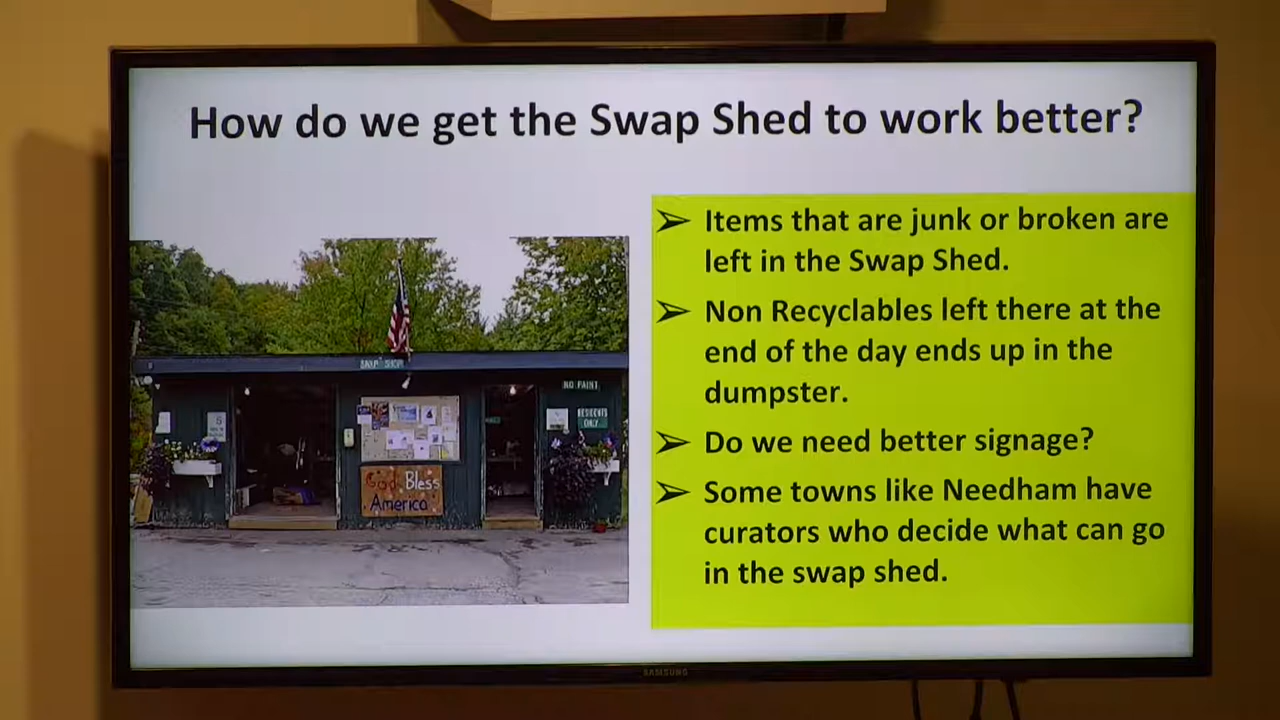 How do we get the Swap Shed to work better?
➢ Items that are junk or broken are
left in the Swap Shed.
➢ Non Recyclables left there at the
end of the day ends up in the
dumpster.
➢ Do we need better signage?
➢ Some towns like Needham have
curators who decide what can go
in the swap shed.
SWAP SHOP
NO PAINT
RESIDENTS
ONLY
God Bless
America
SAMSUNG